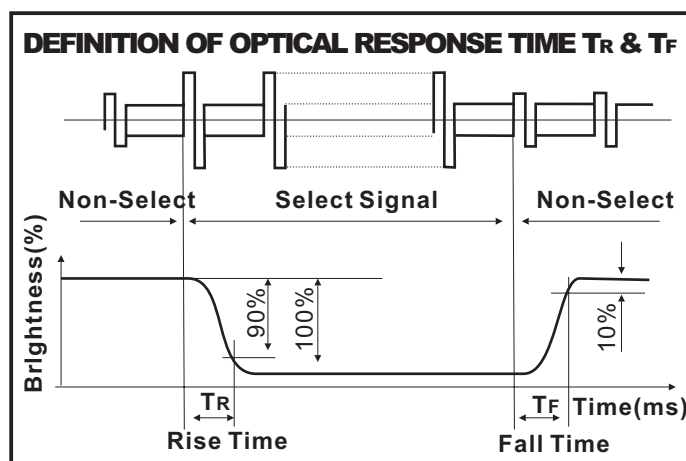 DEFINITION OF OPTICAL RESPONSE TIME TR & TF
Non-Select
Select Signal
Non-Select
BrIghtness(%)
90%
100%
10%
TR
TF
Time(ms)
Rise Time
Fall Time